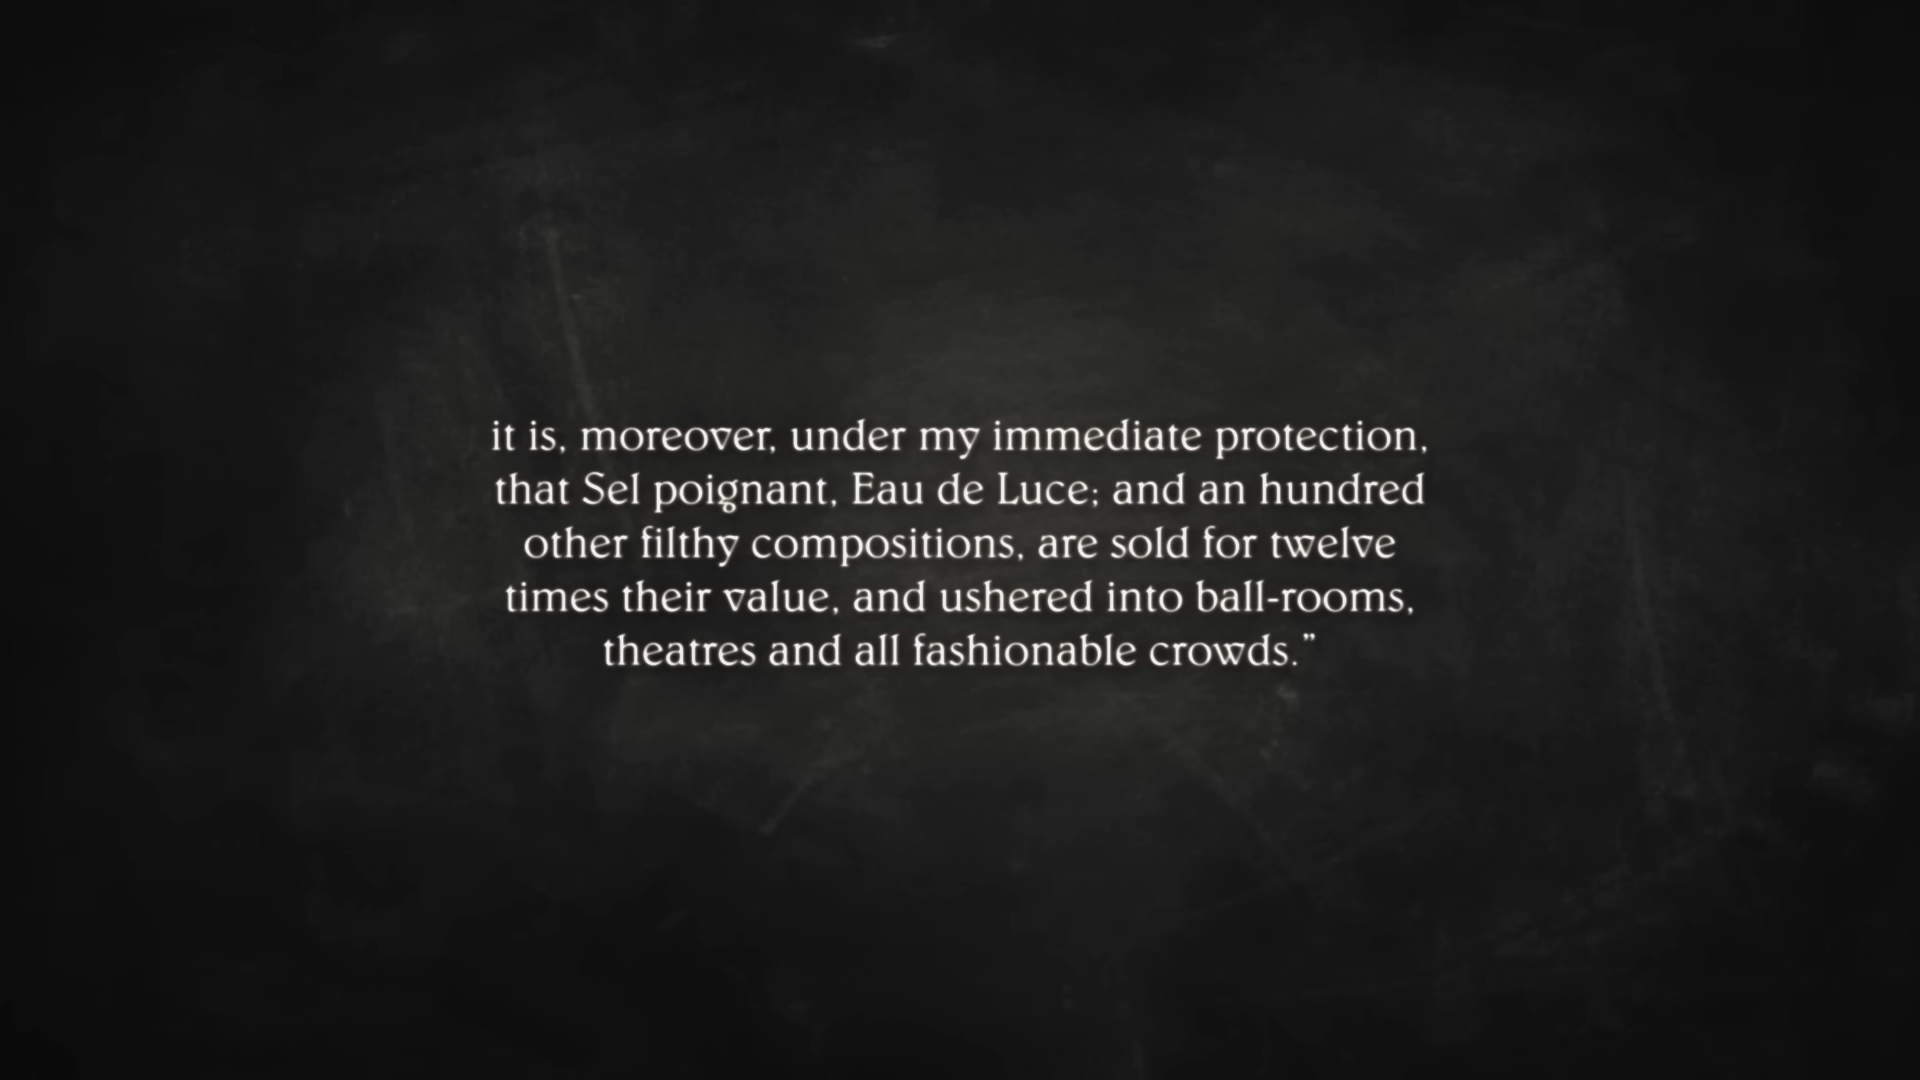 it is, moreover, under my immediate protection,
that Sel poignant, Eau de Luce; and an hundred
other filthy compositions, are sold for twelve
times their value, and ushered into ball-rooms,
theatres and all fashionable crowds.”